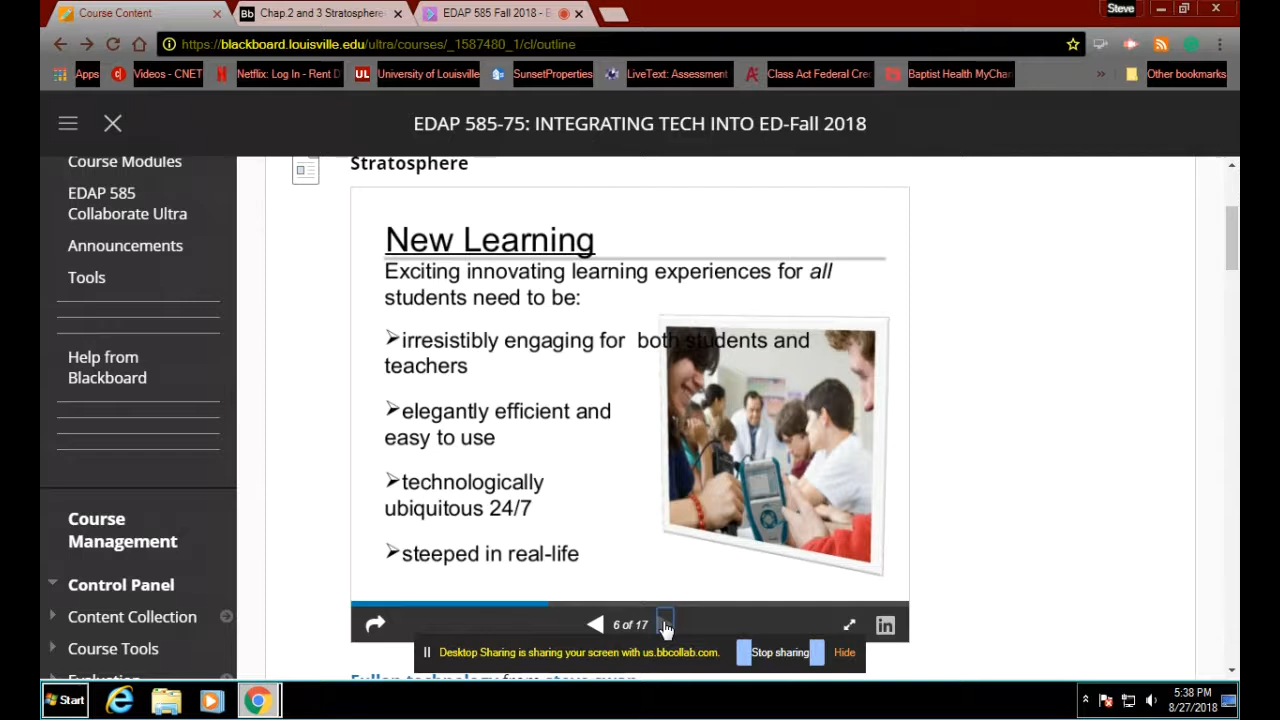 Steve
Course Content
Bb Chap.2 and 3 Stratosphere
EDAP 585 Fall 2018 - E
https://blackboard.louisville.edu/ultra/courses/_1587480_1/cl/outline
Apps
Videos - CNET
Netflix: Log In - Rent D
UL University of Louisville
SunsetProperties
LiveText: Assessment
Class Act Federal Cre
Baptist Health MyChar
»
Other bookmarks
EDAP 585-75: INTEGRATING TECH INTO ED-Fall 2018
Course Modules
EDAP 585
Collaborate Ultra
Announcements
Tools
Help from
Blackboard
Course
Management
Control Panel
Content Collection
Course Tools
Stratosphere
New Learning
Exciting innovating learning experiences for all
students need to be:
➢irresistibly engaging for both students and
teachers
➢elegantly efficient and
easy to use
➢technologically
ubiquitous 24/7
➢steeped in real-life
6 of 17
in
Desktop Sharing is sharing your screen with us.bbcollab.com.
Stop sharing
Hide
Start
5:38 PM
8/27/2018